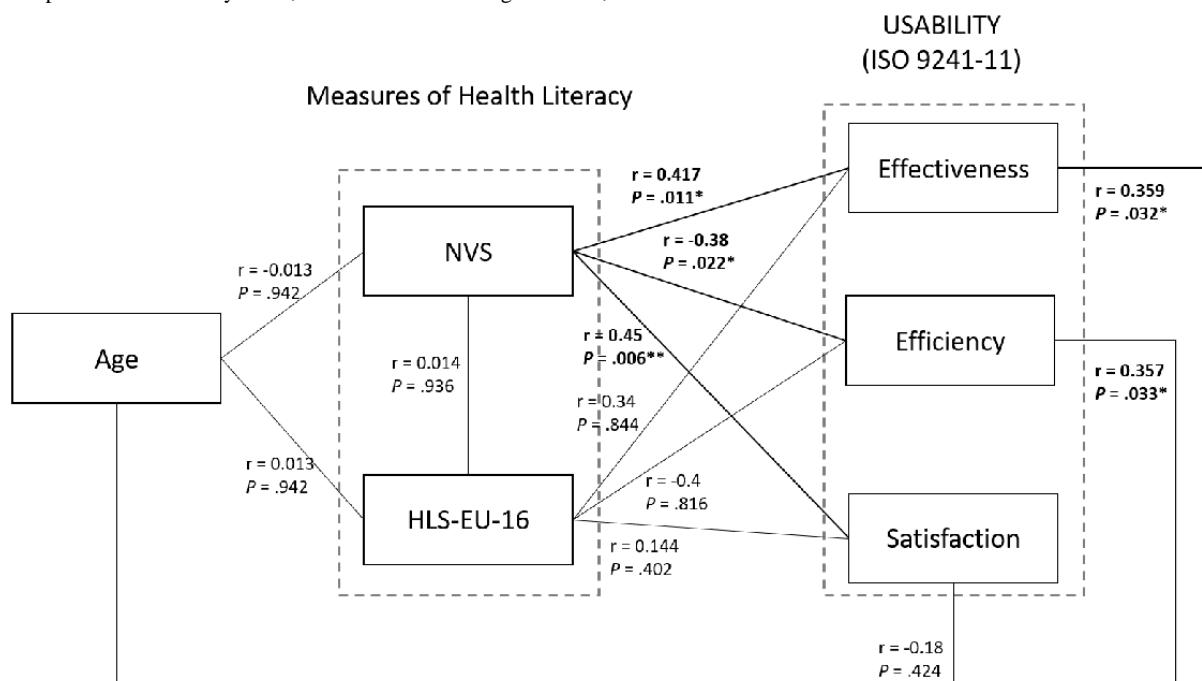 USABILITY
(ISO 9241-11)
Measures of Health Literacy
Effectiveness
r = 0.417
P = .011*
r = 0.359
P = .032*
NVS
r = -0.38
P = .022*
r = -0.013
P = .942
Age
r = 0.45
P = .006**
Efficiency
r = 0.014
P = .936
r = 0.357
P = .033*
0.34
P = .844
r = 0.013
P = .942
HLS-EU-16
r = -0.4
P = .816
Satisfaction
r = 0.144
P = .402
r = -0.18
P = .424